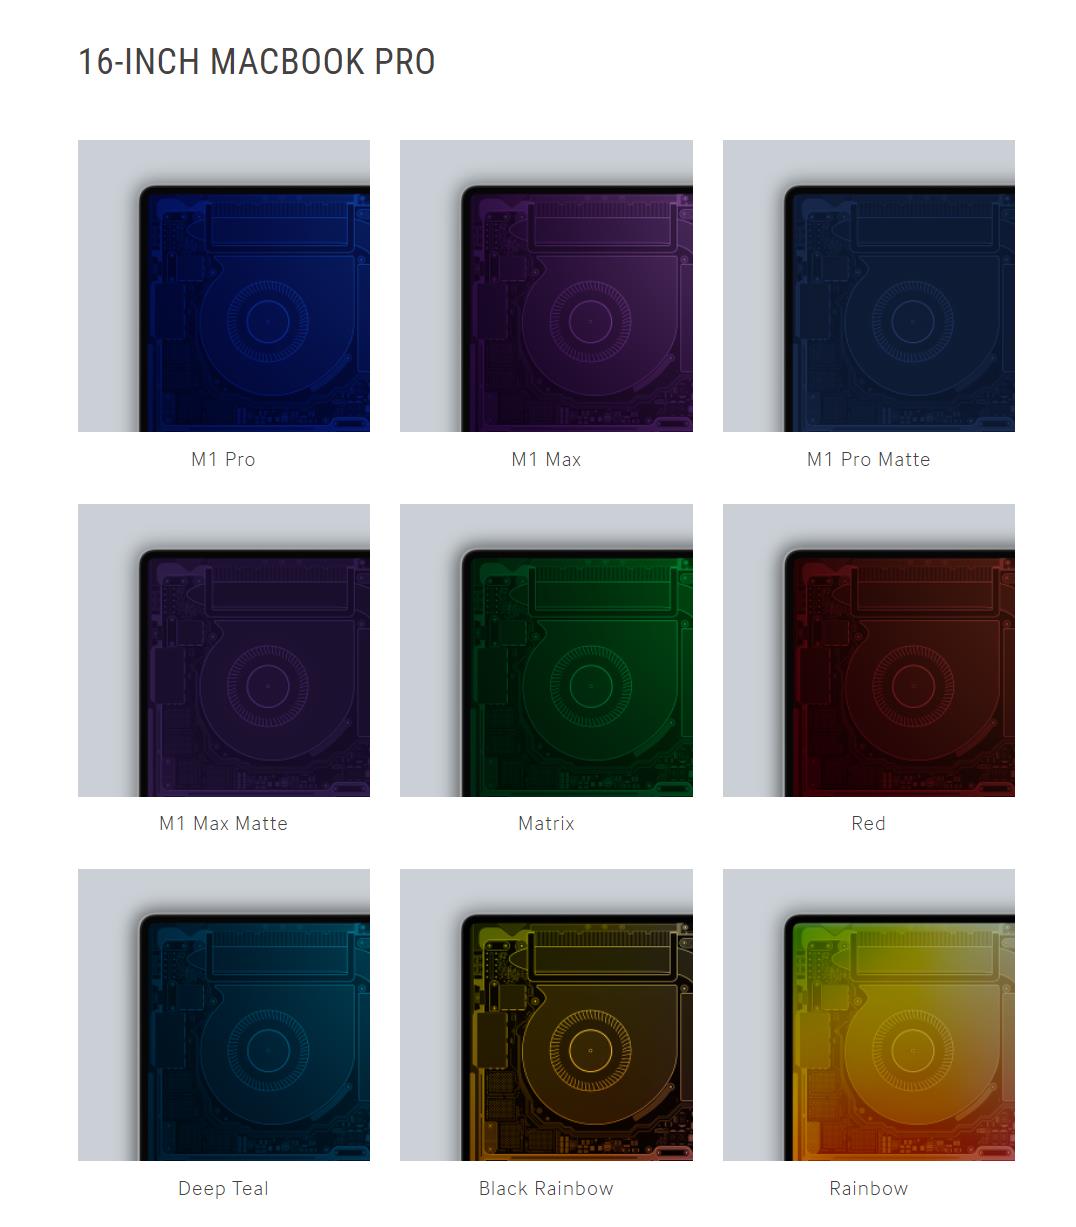 16-INCH MACBOOK PRO
M1 Pro
M1 Max
M1 Pro Matte
M1 Max Matte
Matrix
Red
Deep Teal
Black Rainbow
Rainbow